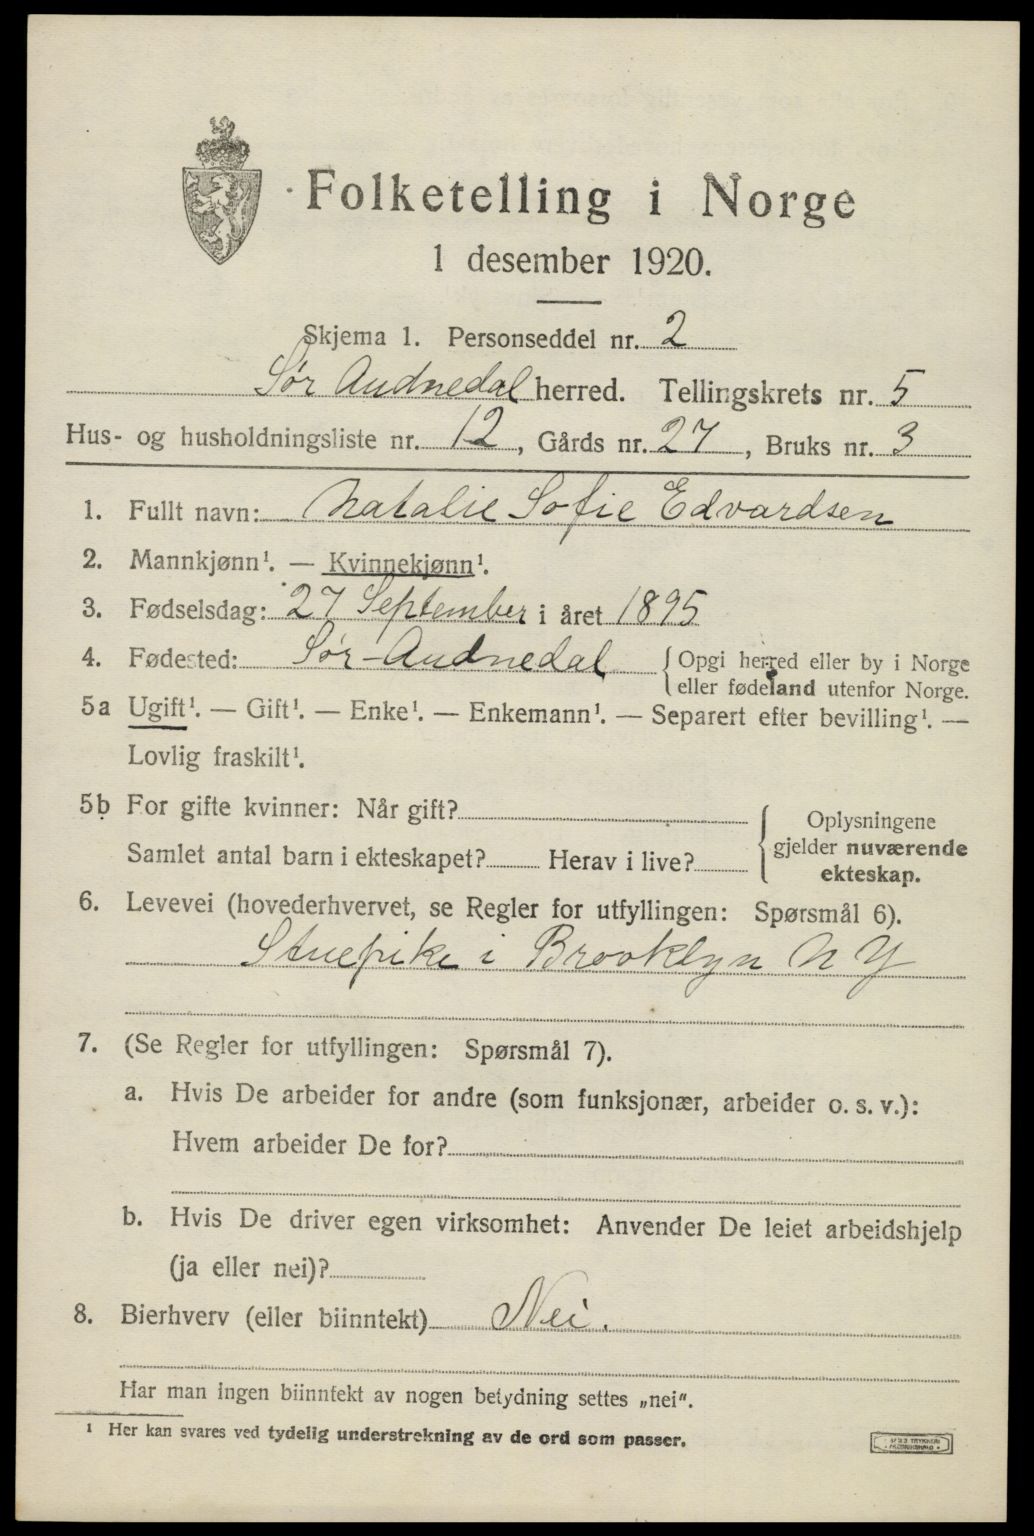 Folketelling i Norge
1 desember 1920.
Skjema 1. Personseddel nr. 2
Sør Audnedal herred. Tellingskrets nr. 5
Hus- og husholdningsliste nr. 12, Gårds nr. 27, Bruks nr. 3
1. Fullt navn: Natalie Sofie Edvardsen
2. Mannkjønn¹. — Kvinnekjønn¹.
3. Fødselsdag: 27 September i året 1895
4. Fødested: Sør-Audnedal { Opgi herred eller by i Norge
eller fødeland utenfor Norge.
5a Ugift¹. — Gift¹. — Enke¹. — Enkemann¹. — Separert efter bevilling¹. —
Lovlig fraskilt¹.
5b For gifte kvinner: Når gift?
Samlet antal barn i ekteskapet? Herav i live?
{ Oplysningene
gjelder nuværende
ekteskap.
6. Levevei (hovederhvervet, se Regler for utfyllingen: Spørsmål 6).
Stuepike i Brooklyn N Y
7. (Se Regler for utfyllingen: Spørsmål 7).
a. Hvis De arbeider for andre (som funksjonær, arbeider o. s. v.):
Hvem arbeider De for?
b. Hvis De driver egen virksomhet: Anvender De leiet arbeidshjelp
(ja eller nei)?
8. Bierhverv (eller biinntekt) Nei.
Har man ingen biinntekt av nogen betydning settes „nei".
¹ Her kan svares ved tydelig understrekning av de ord som passer.